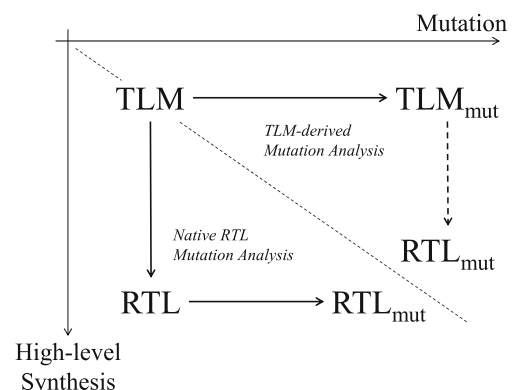 Mutation
TLM
TLMmut
TLM-derived
Mutation Analysis
Native RTL
Mutation Analysis
RTLmut
RTL
RTLmut
High-level
Synthesis